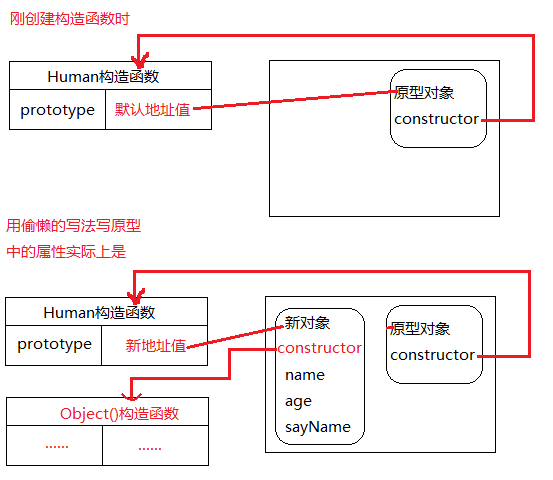 刚创建构造函数时
Human构造函数
prototype 默认地址值
原型对象
constructor
用偷懒的写法写原型
中的属性实际上是
Human构造函数
prototype 新地址值
新对象
constructor
name
age
sayName
原型对象
constructor
Object()构造函数
...... ......